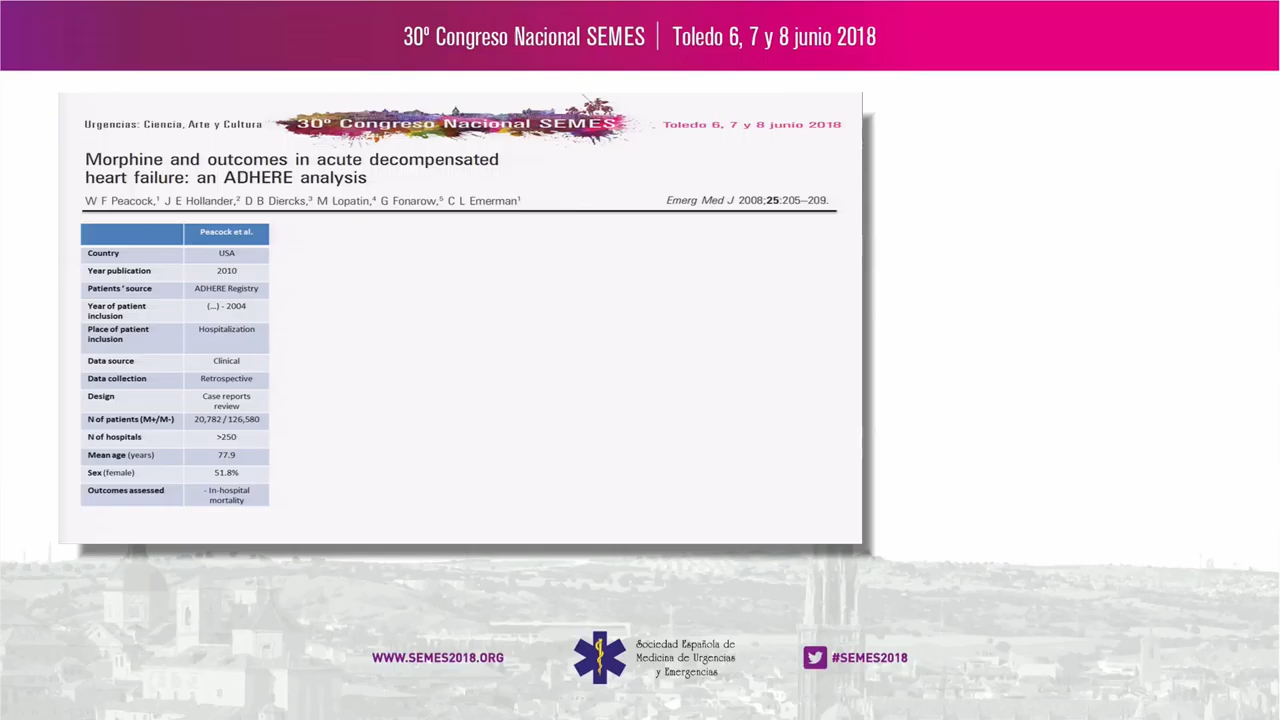 30º Congreso Nacional SEMES | Toledo 6, 7 y 8 junio 2018
Urgencias: Ciencia, Arte y Cultura
30º Congreso Nacional SEMES
Toledo 6, 7 y 8 junio 2018
Morphine and outcomes in acute decompensated
heart failure: an ADHERE analysis
W F Peacock,¹ J E Hollander,² D B Diercks,³ M Lopatin,⁴ G Fonarow,⁵ C L Emerman¹
Emerg Med J 2008;25:205–209.
Peacock et al.
Country USA
Year publication 2010
Patients ' source ADHERE Registry
Year of patient inclusion (...) - 2004
Place of patient inclusion Hospitalization
Data source Clinical
Data collection Retrospective
Design Case reports review
N of patients (M+/M-) 20,782 / 126,580
N of hospitals >250
Mean age (years) 77.9
Sex (female) 51.8%
Outcomes assessed - In-hospital mortality
WWW.SEMES2018.ORG
Sociedad Española de
Medicina de Urgencias
y Emergencias
#SEMES2018